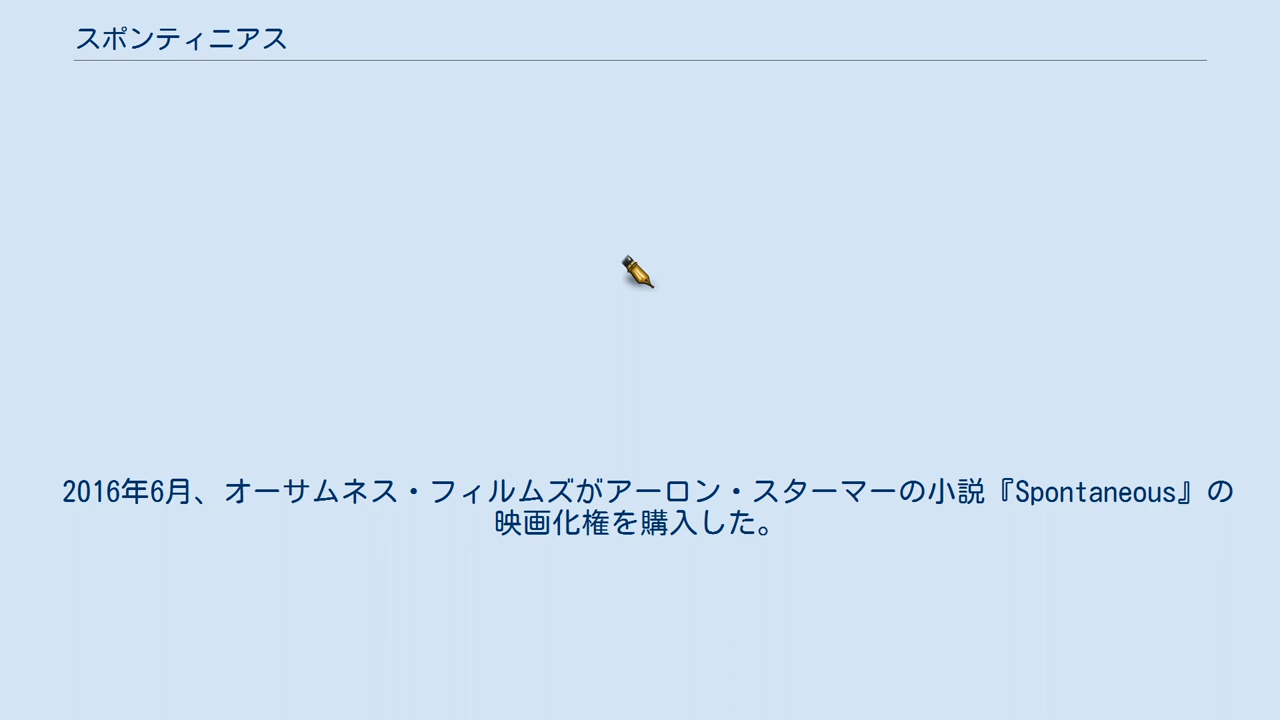 スポンティニアス
2016年6月、オーサムネス・フィルムズがアーロン・スターマーの小説『Spontaneous』の
映画化権を購入した。